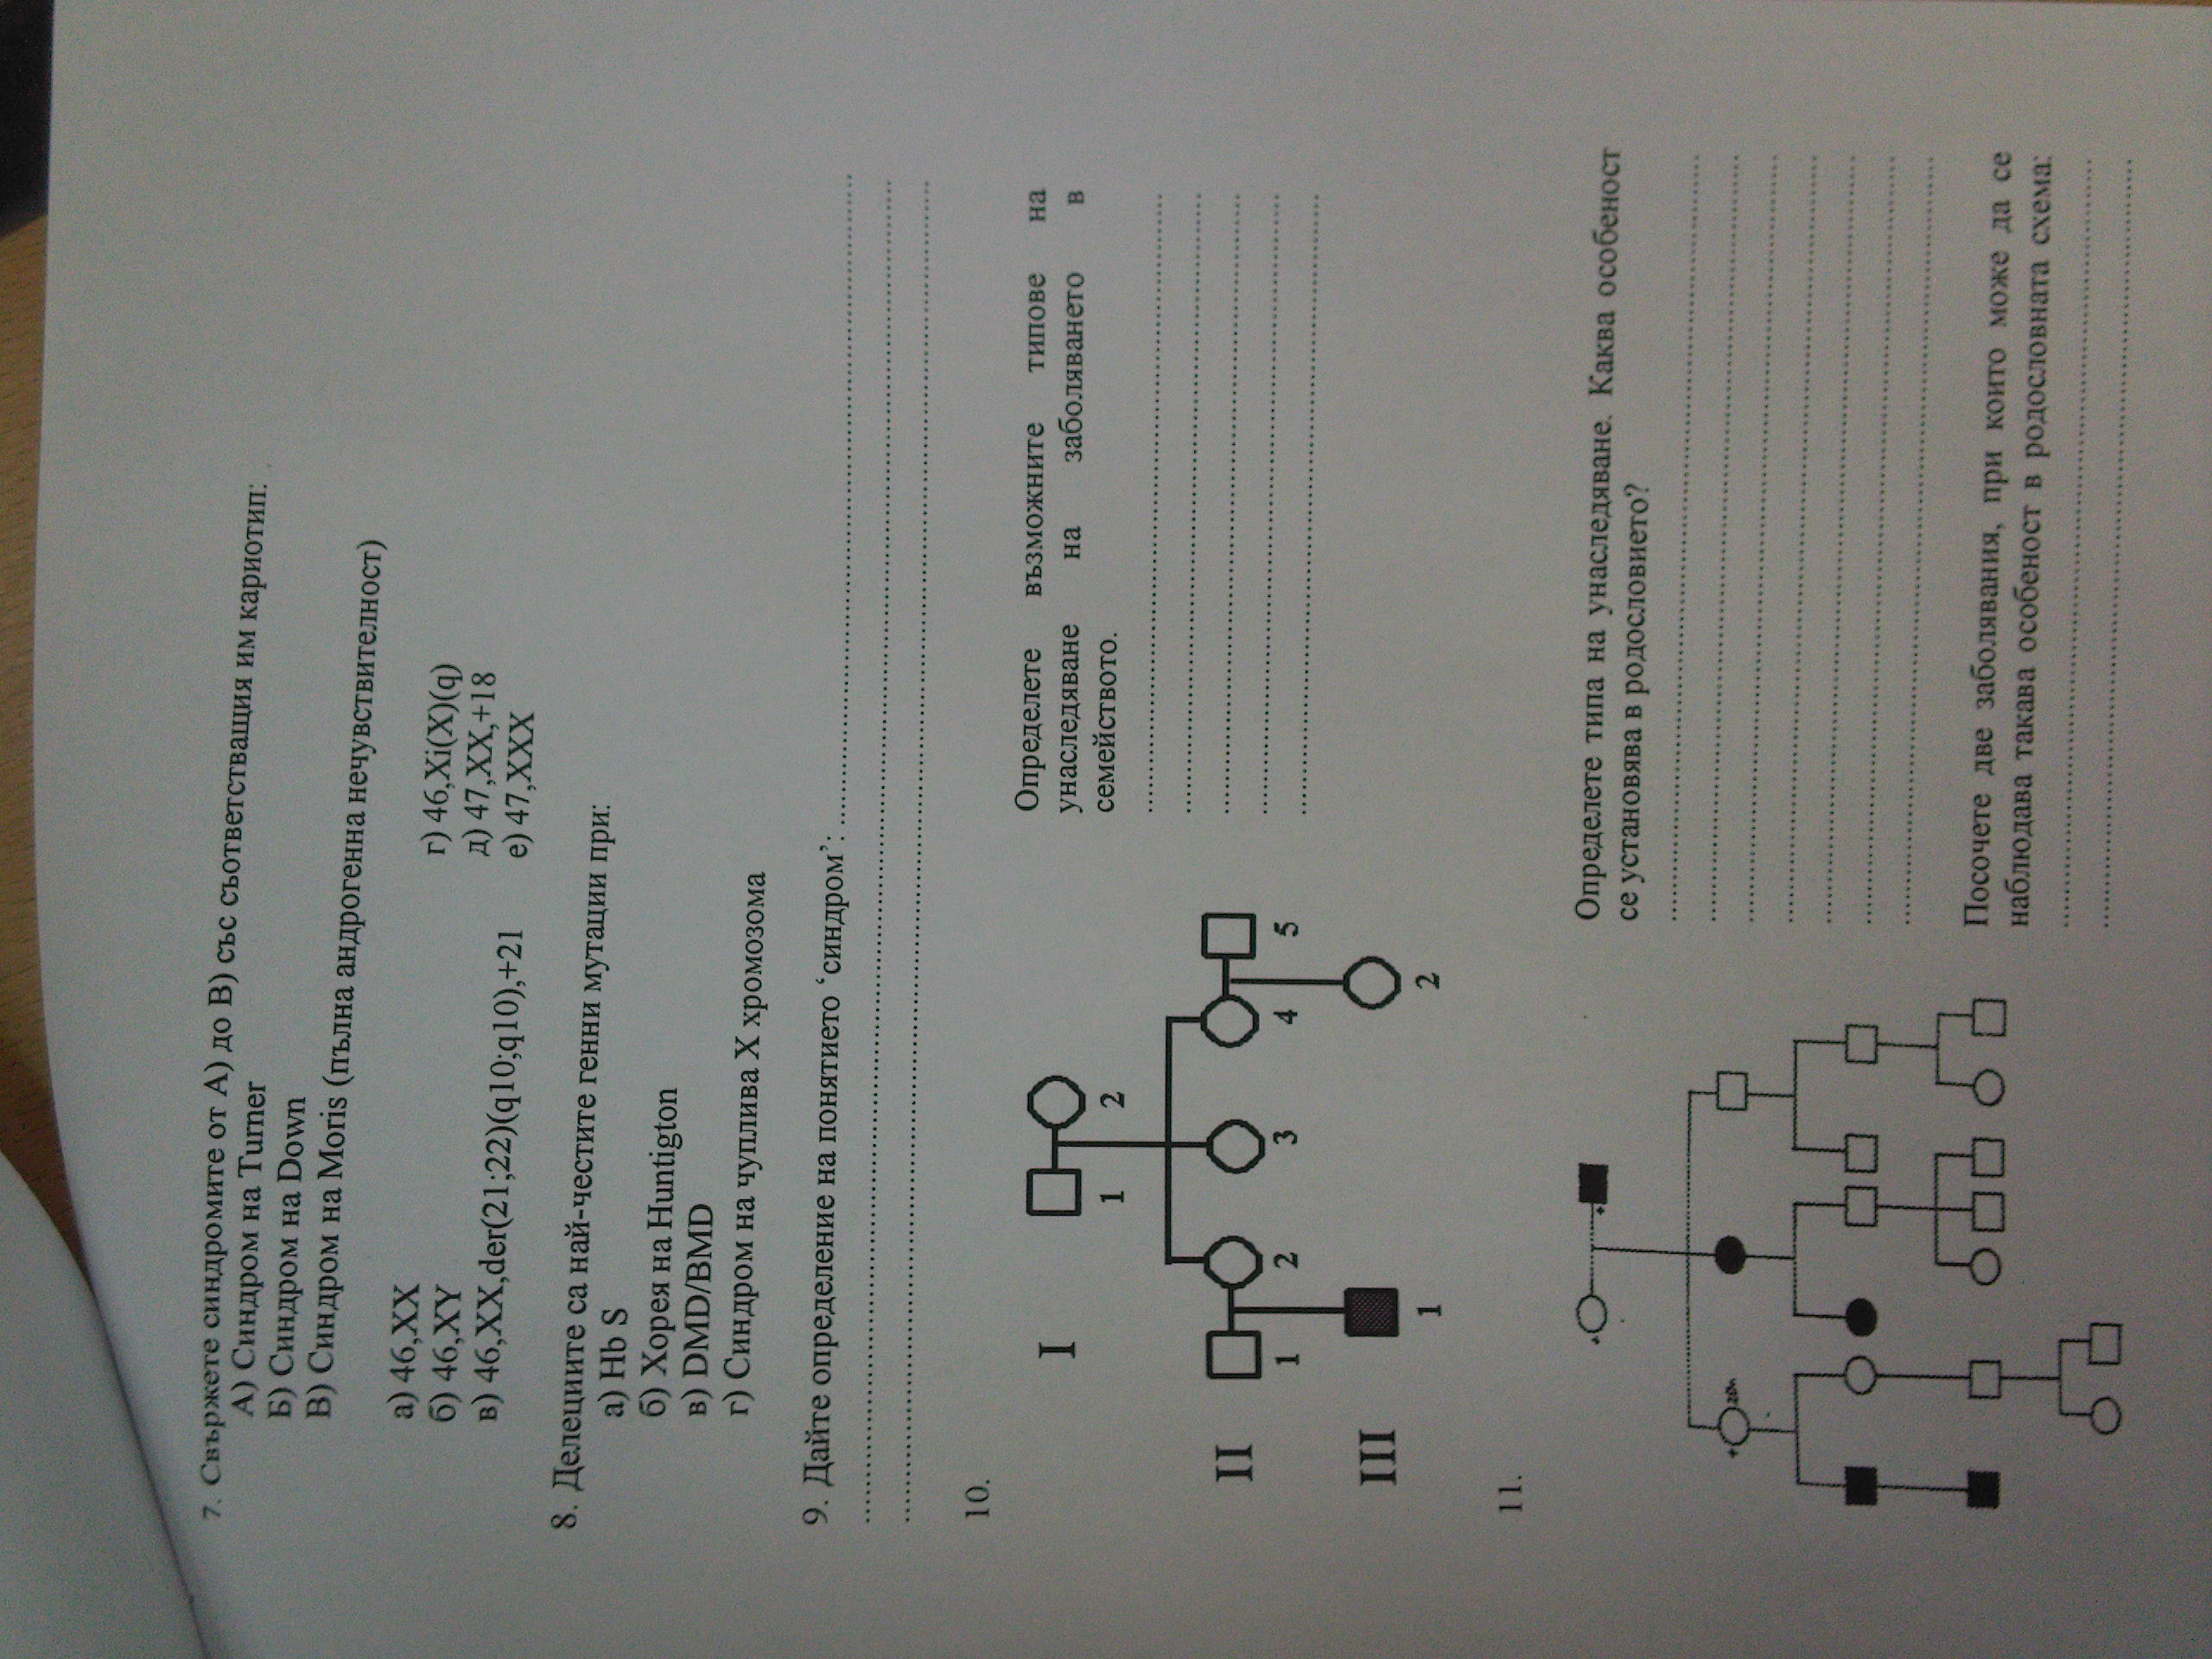 7. Свържете синдромите от А) до В) със съответстващия им кариотип:
А) Синдром на Turner
Б) Синдром на Down
В) Синдром на Moris (пълна андрогенна нечувствителност)
а) 46,XX
б) 46,XY
в) 46,XX,der(21;22)(q10;q10),+21
г) 46,Xi(X)(q)
д) 47,XX,+18
е) 47,XXX
8. Делециите са най-честите генни мутации при:
а) Hb S
б) Хорея на Huntigton
в) DMD/BMD
г) Синдром на чуплива X хромозома
9. Дайте определение на понятието ‘синдром’: ..........
10.
I
1 2
II
1 2 3 4 5
III
1 2
Определете възможните типове на
унаследяване на заболяването в
семейството.
11.
Определете типа на унаследяване. Каква особеност
се установява в родословието?
Посочете две заболявания, при които може да се
наблюдава такава особеност в родословната схема: